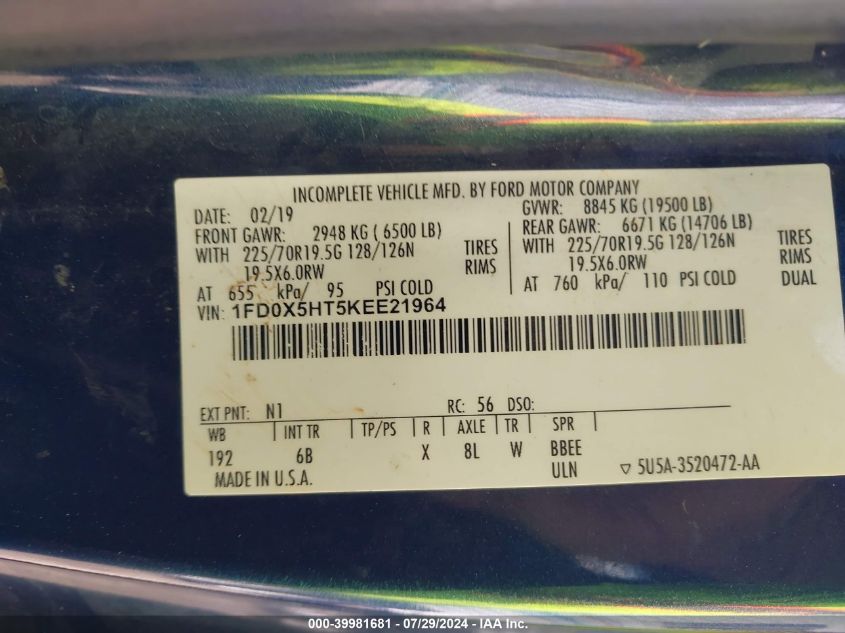 INCOMPLETE VEHICLE MFD. BY FORD MOTOR COMPANY
DATE: 02/19 GVWR: 8845 KG (19500 LB)
FRONT GAWR: 2948 KG ( 6500 LB) REAR GAWR: 6671 KG (14706 LB)
WITH 225/70R19.5G 128/126N TIRES WITH 225/70R19.5G 128/126N TIRES
19.5X6.0RW RIMS 19.5X6.0RW RIMS
AT 655 kPa/ 95 PSI COLD AT 760 kPa/ 110 PSI COLD DUAL
VIN: 1FD0X5HT5KEE21964
EXT PNT: N1 RC: 56 DSO:
WB INT TR TP/PS R AXLE TR SPR
192 6B X 8L W BBEE
MADE IN U.S.A. ULN ▽ 5U5A-3520472-AA
000-39981681 / 07/29/2024 - IAA Inc.